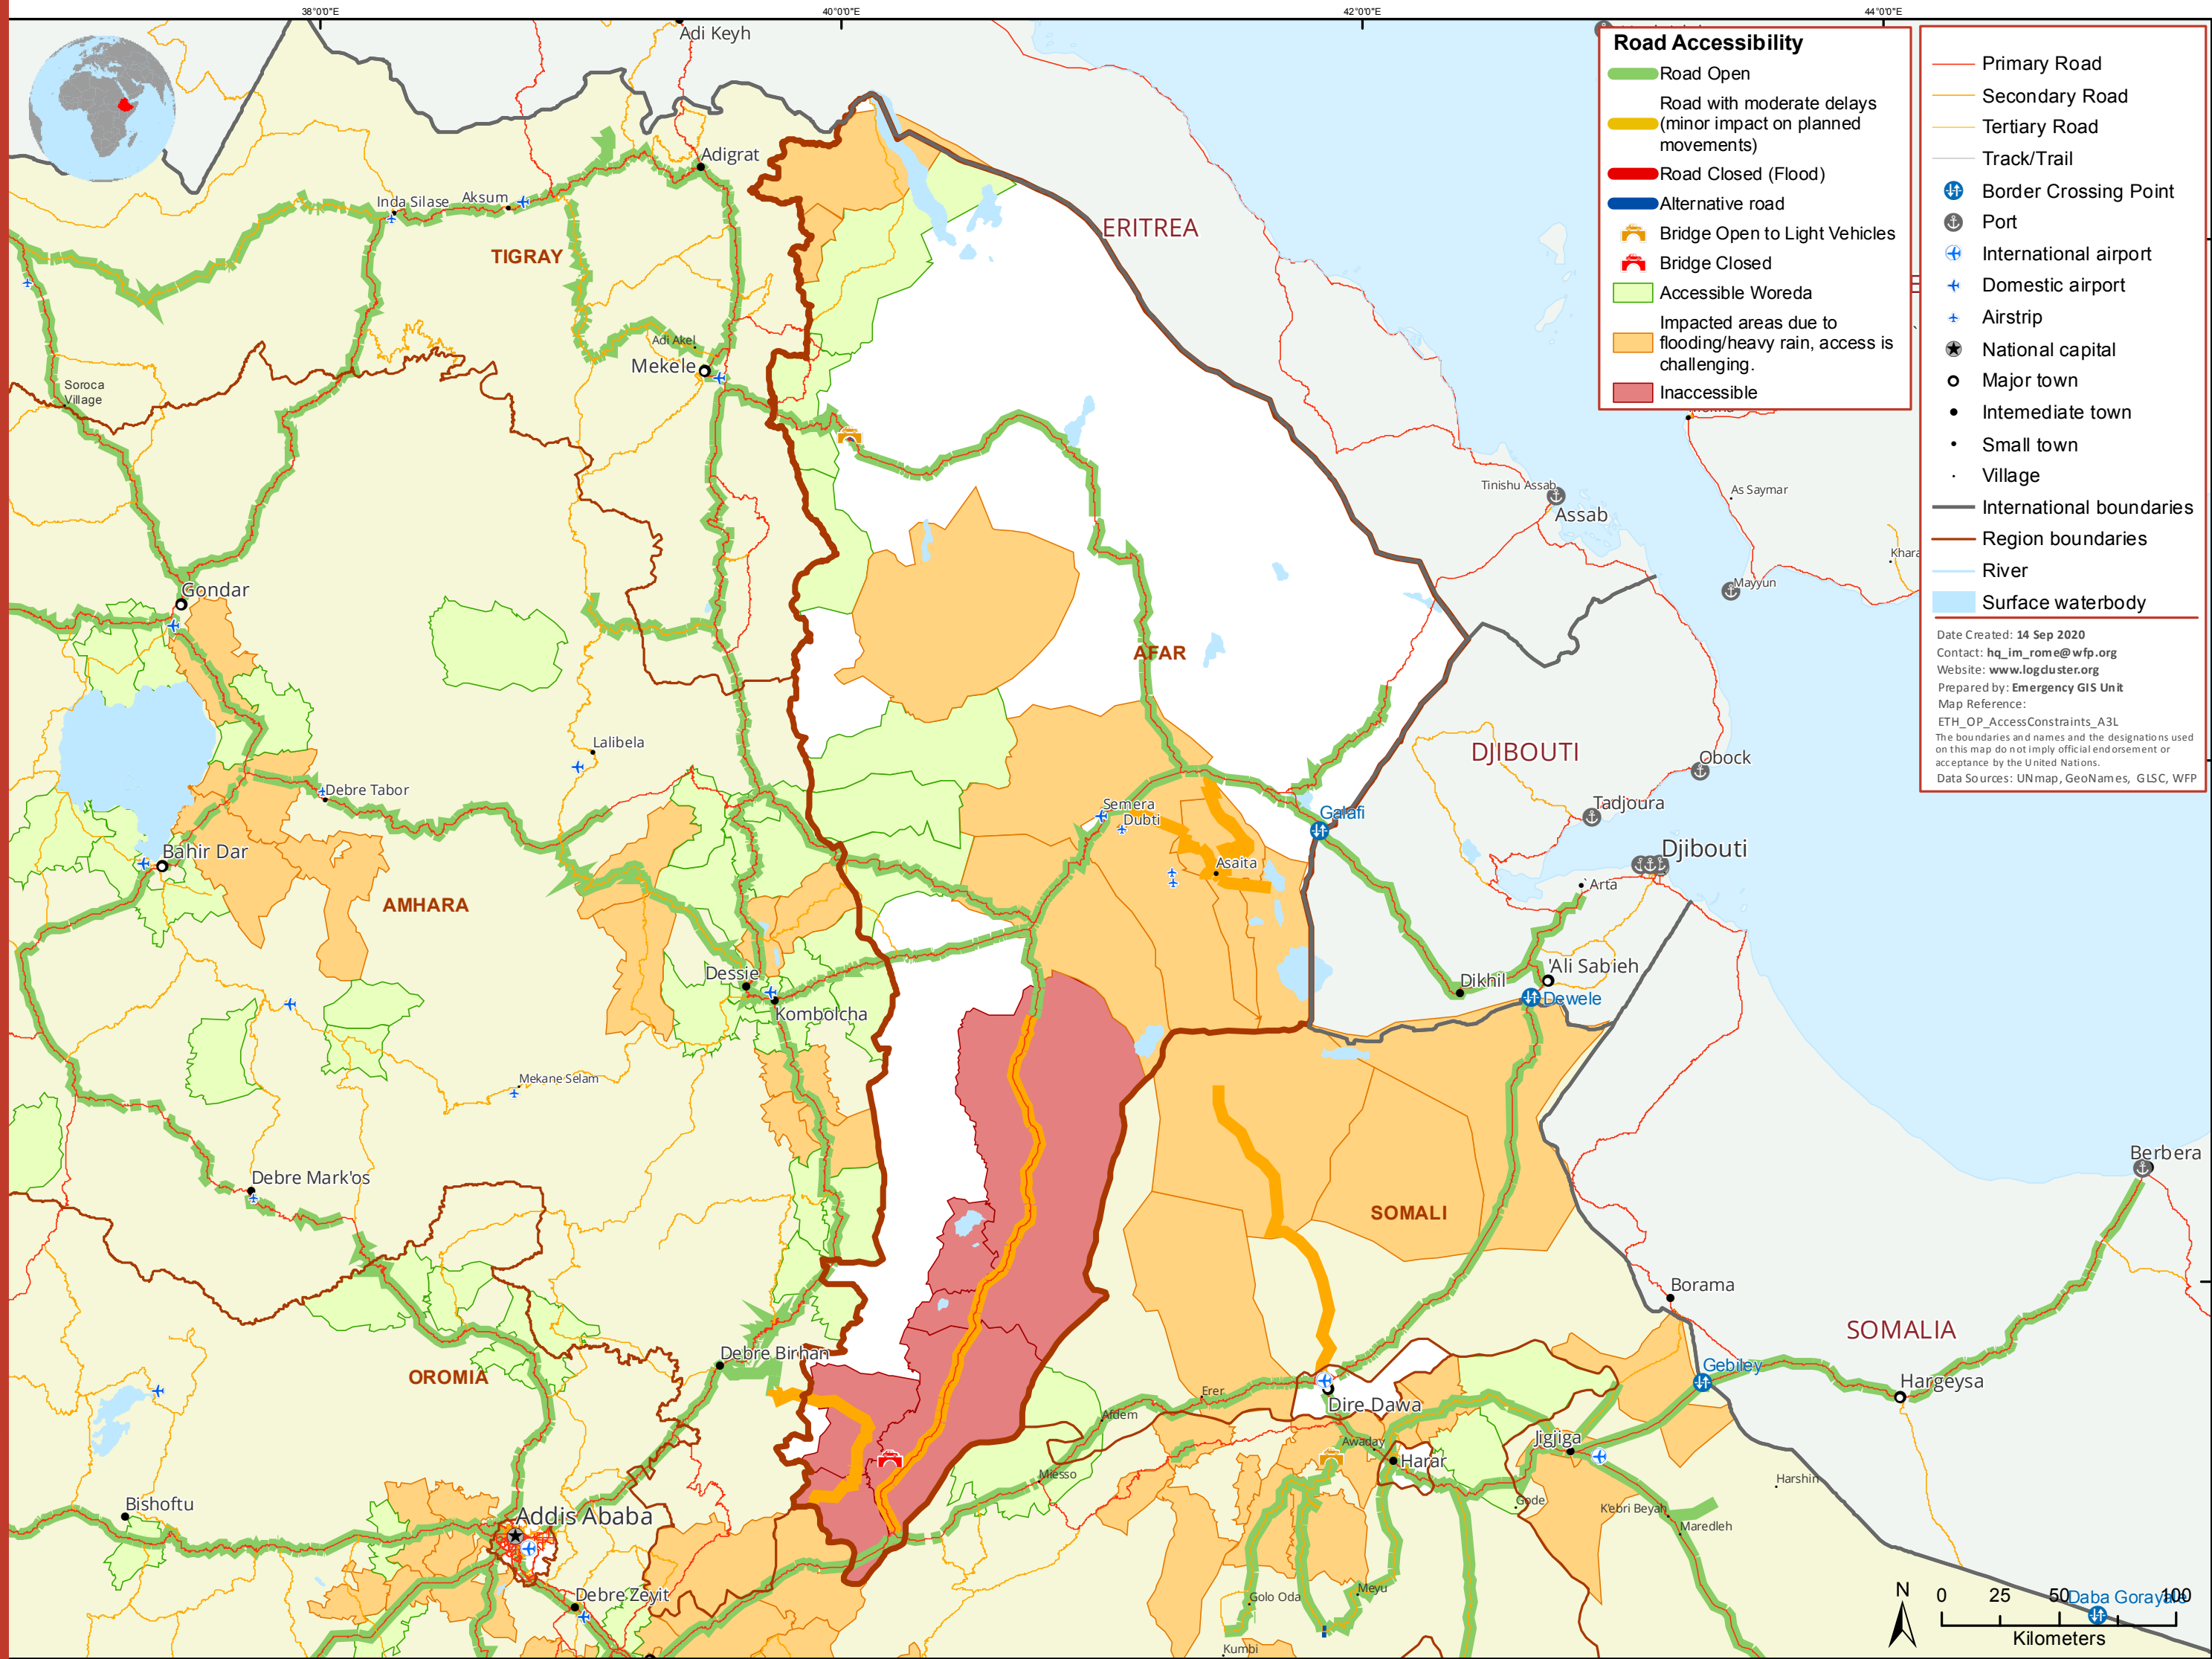 38°0'0"E
40°0'0"E
42°0'0"E
44°0'0"E
Adi Keyh
Adigrat
Inda Silase
Aksum
TIGRAY
ERITREA
Adi Akel
Mekele
Soroca
Village
Tinishu Assab
Assab
As Saymar
Khara
Mayyun
Gondar
AFAR
Lalibela
DJIBOUTI
Obock
Debre Tabor
Semera
Dubti
Galafi
Tadjoura
Bahir Dar
Asaita
Djibouti
`Arta
AMHARA
Dessie
Kombolcha
Dikhil
'Ali Sabieh
Dewele
Mekane Selam
Debre Mark'os
Berbera
SOMALI
Borama
SOMALIA
Debre Birhan
OROMIA
Gebiley
Hargeysa
Erer
Dire Dawa
Afdem
Awaday
Jigjiga
Harar
Miesso
Harshin
Bishoftu
Gode
K'ebri Beyah
Maredleh
Addis Ababa
Debre Zeyit
Golo Oda
Meyu
Kumbi
Daba Gorayale
Road Accessibility
Road Open
Road with moderate delays
(minor impact on planned
movements)
Road Closed (Flood)
Alternative road
Bridge Open to Light Vehicles
Bridge Closed
Accessible Woreda
Impacted areas due to
flooding/heavy rain, access is
challenging.
Inaccessible
Primary Road
Secondary Road
Tertiary Road
Track/Trail
Border Crossing Point
Port
International airport
Domestic airport
Airstrip
National capital
Major town
Intemediate town
Small town
Village
International boundaries
Region boundaries
River
Surface waterbody
Date Created: 14 Sep 2020
Contact: hq_im_rome@wfp.org
Website: www.logcluster.org
Prepared by: Emergency GIS Unit
Map Reference:
ETH_OP_AccessConstraints_A3L
The boundaries and names and the designations used
on this map do not imply official endorsement or
acceptance by the United Nations.
Data Sources: UNmap, GeoNames, GLSC, WFP
N
0 25 50 100
Kilometers